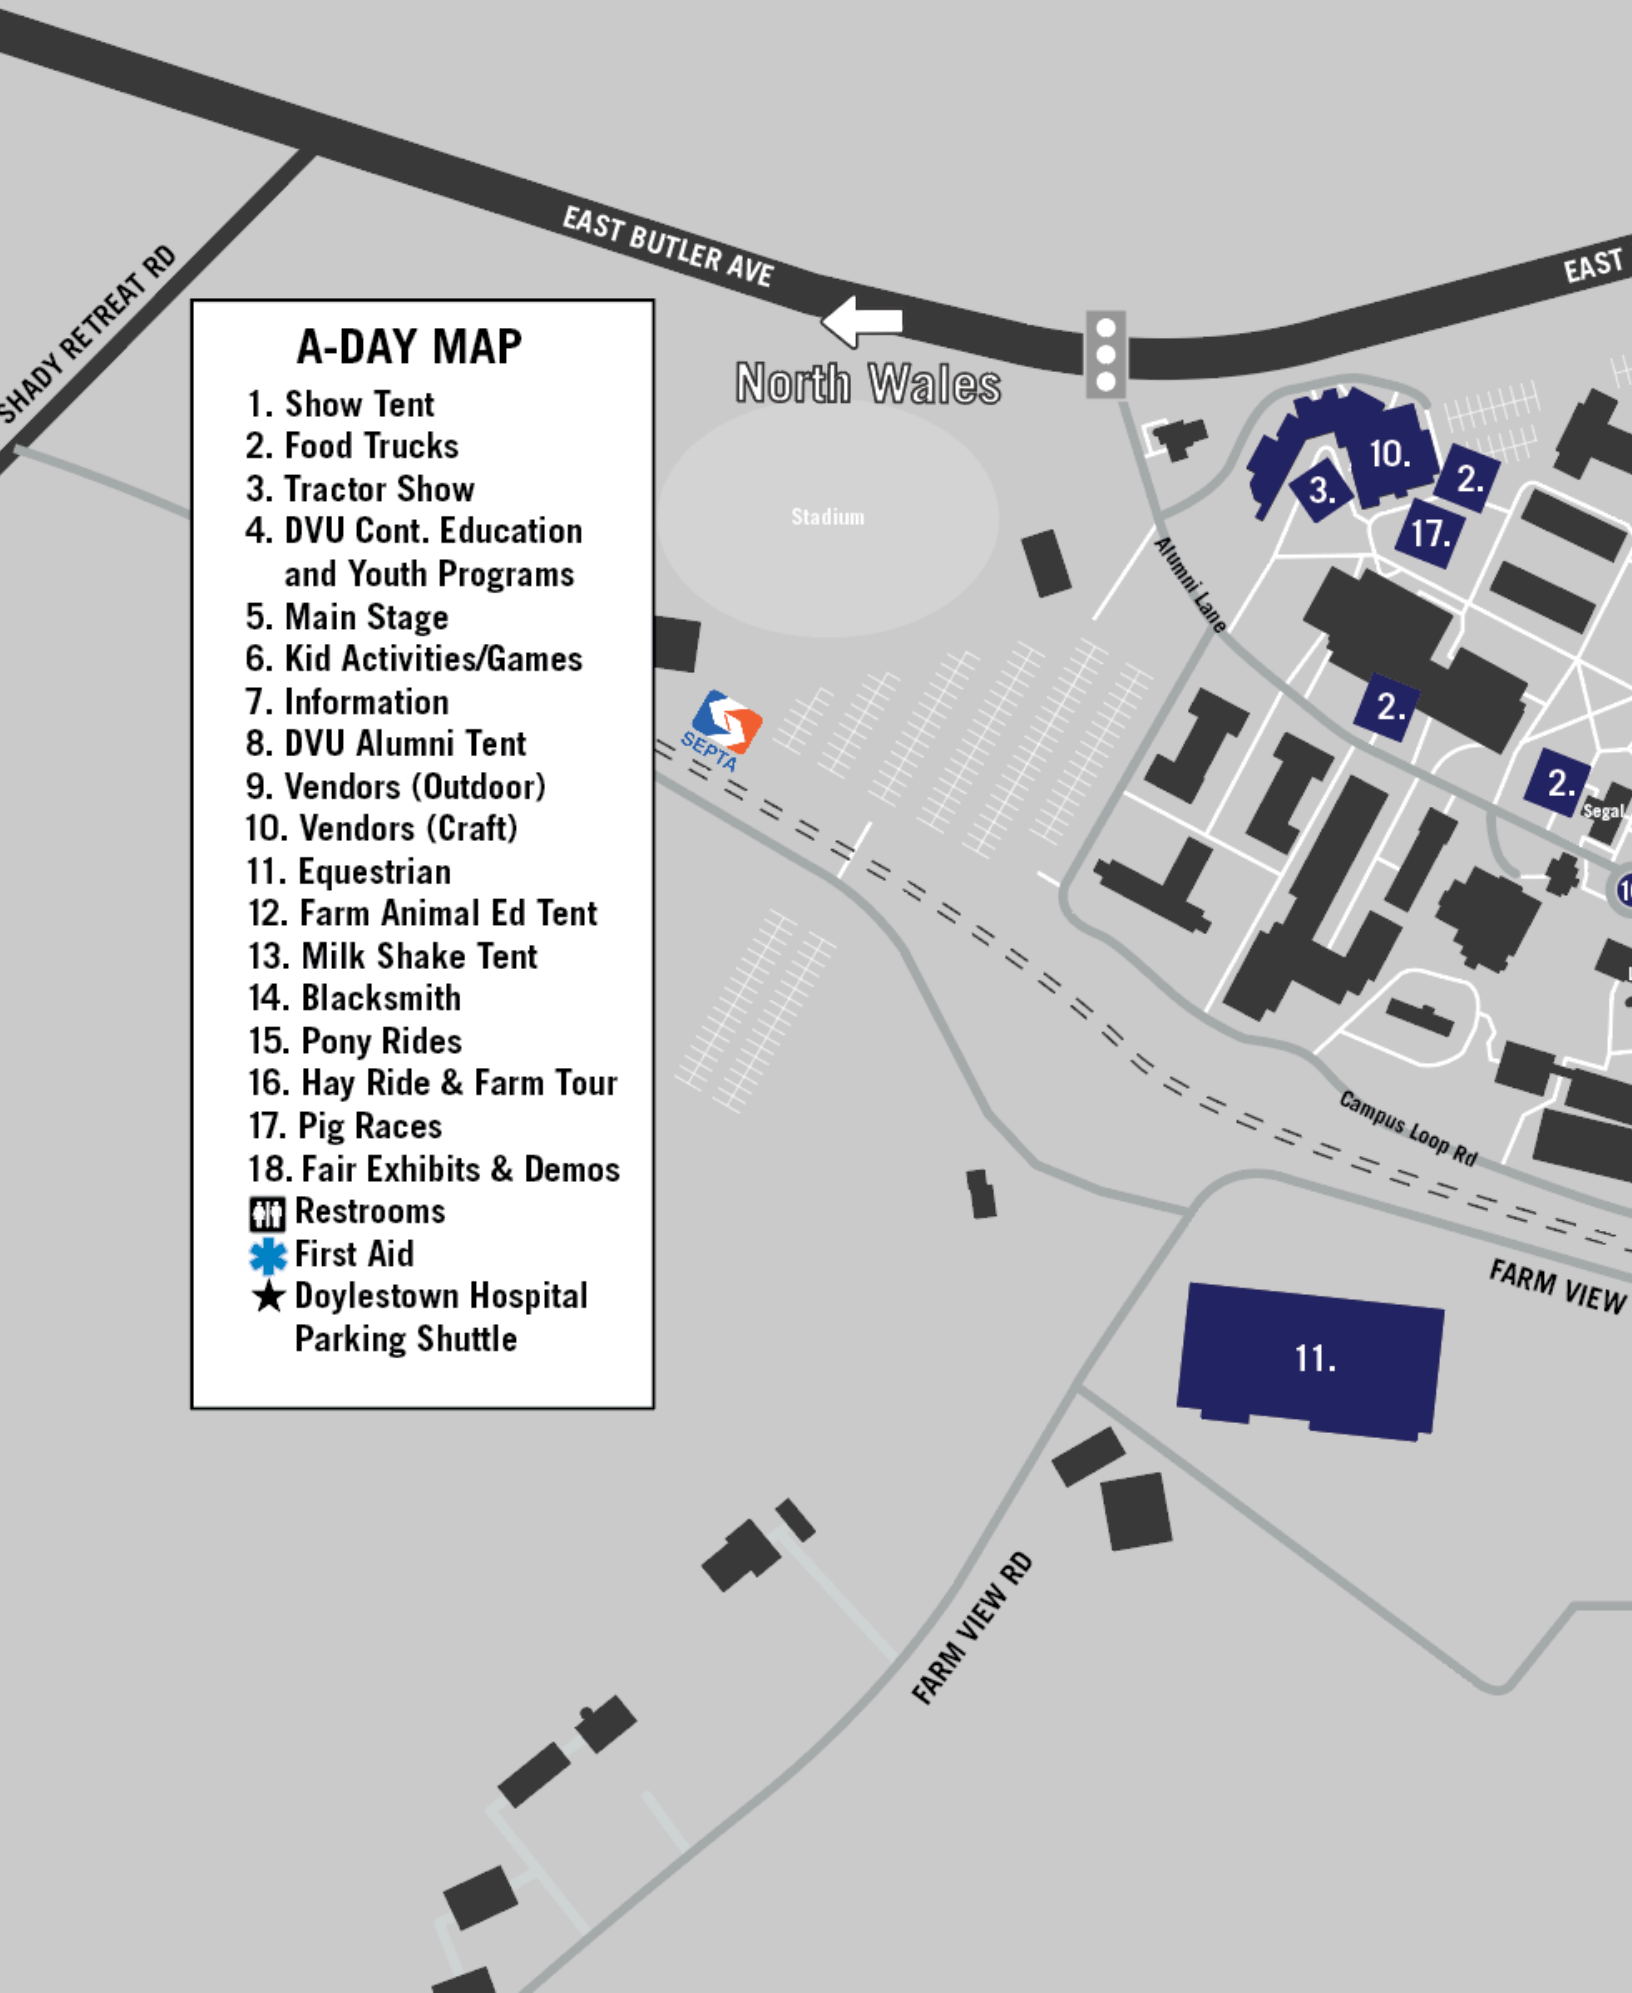 EAST BUTLER AVE
EAST
SHADY RETREAT RD
North Wales
A-DAY MAP
1. Show Tent
2. Food Trucks
3. Tractor Show
4. DVU Cont. Education
and Youth Programs
5. Main Stage
6. Kid Activities/Games
7. Information
8. DVU Alumni Tent
9. Vendors (Outdoor)
10. Vendors (Craft)
11. Equestrian
12. Farm Animal Ed Tent
13. Milk Shake Tent
14. Blacksmith
15. Pony Rides
16. Hay Ride & Farm Tour
17. Pig Races
18. Fair Exhibits & Demos
Restrooms
First Aid
Doylestown Hospital
Parking Shuttle
Stadium
10.
3.
2.
17.
Alumni Lane
2.
SEPTA
2.
Segal
Campus Loop Rd
FARM VIEW
11.
FARM VIEW RD